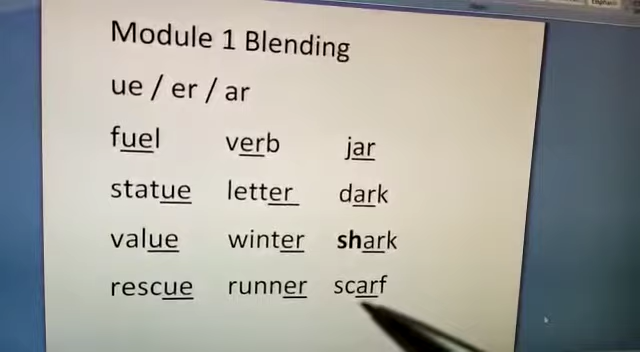 Module 1 Blending
ue / er / ar
fuel verb jar
statue letter dark
value winter shark
rescue runner scarf